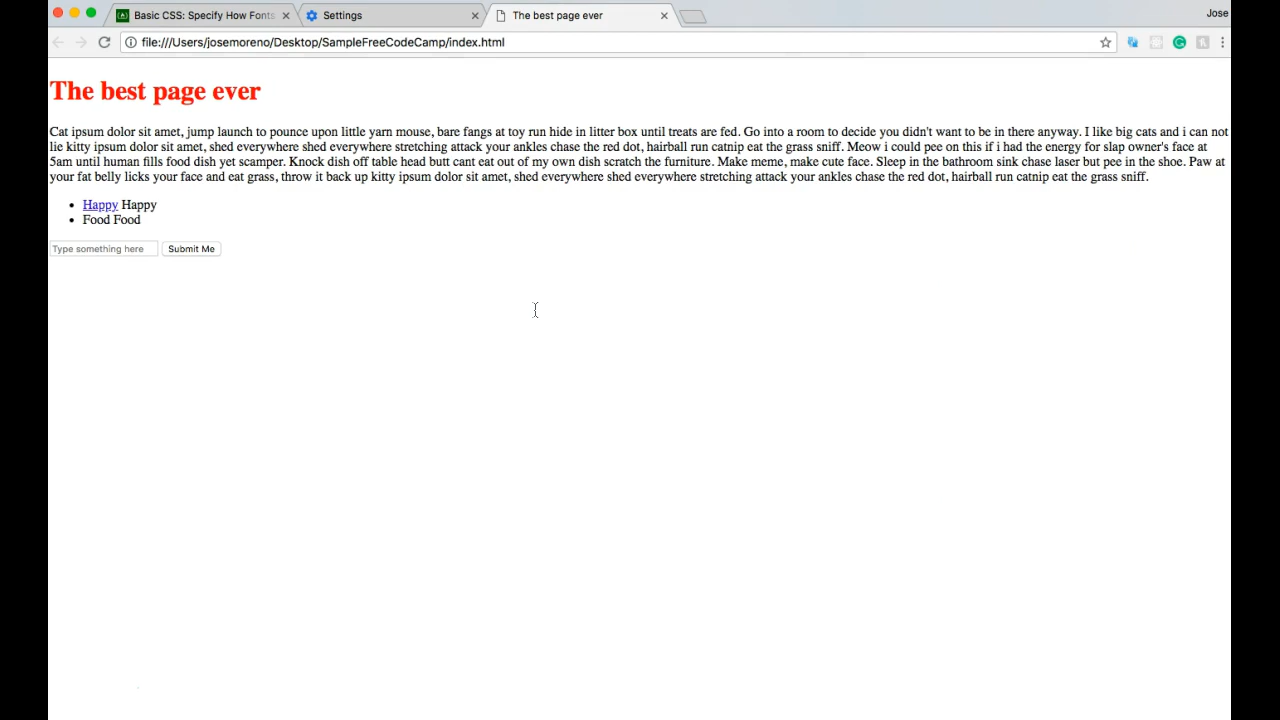 Basic CSS: Specify How Fonts
Settings
The best page ever
Jose
file:///Users/josemoreno/Desktop/SampleFreeCodeCamp/index.html
The best page ever
Cat ipsum dolor sit amet, jump launch to pounce upon little yarn mouse, bare fangs at toy run hide in litter box until treats are fed. Go into a room to decide you didn't want to be in there anyway. I like big cats and i can not
lie kitty ipsum dolor sit amet, shed everywhere shed everywhere stretching attack your ankles chase the red dot, hairball run catnip eat the grass sniff. Meow i could pee on this if i had the energy for slap owner's face at
5am until human fills food dish yet scamper. Knock dish off table head butt cant eat out of my own dish scratch the furniture. Make meme, make cute face. Sleep in the bathroom sink chase laser but pee in the shoe. Paw at
your fat belly licks your face and eat grass, throw it back up kitty ipsum dolor sit amet, shed everywhere shed everywhere stretching attack your ankles chase the red dot, hairball run catnip eat the grass sniff.
• Happy Happy
• Food Food
Type something here Submit Me